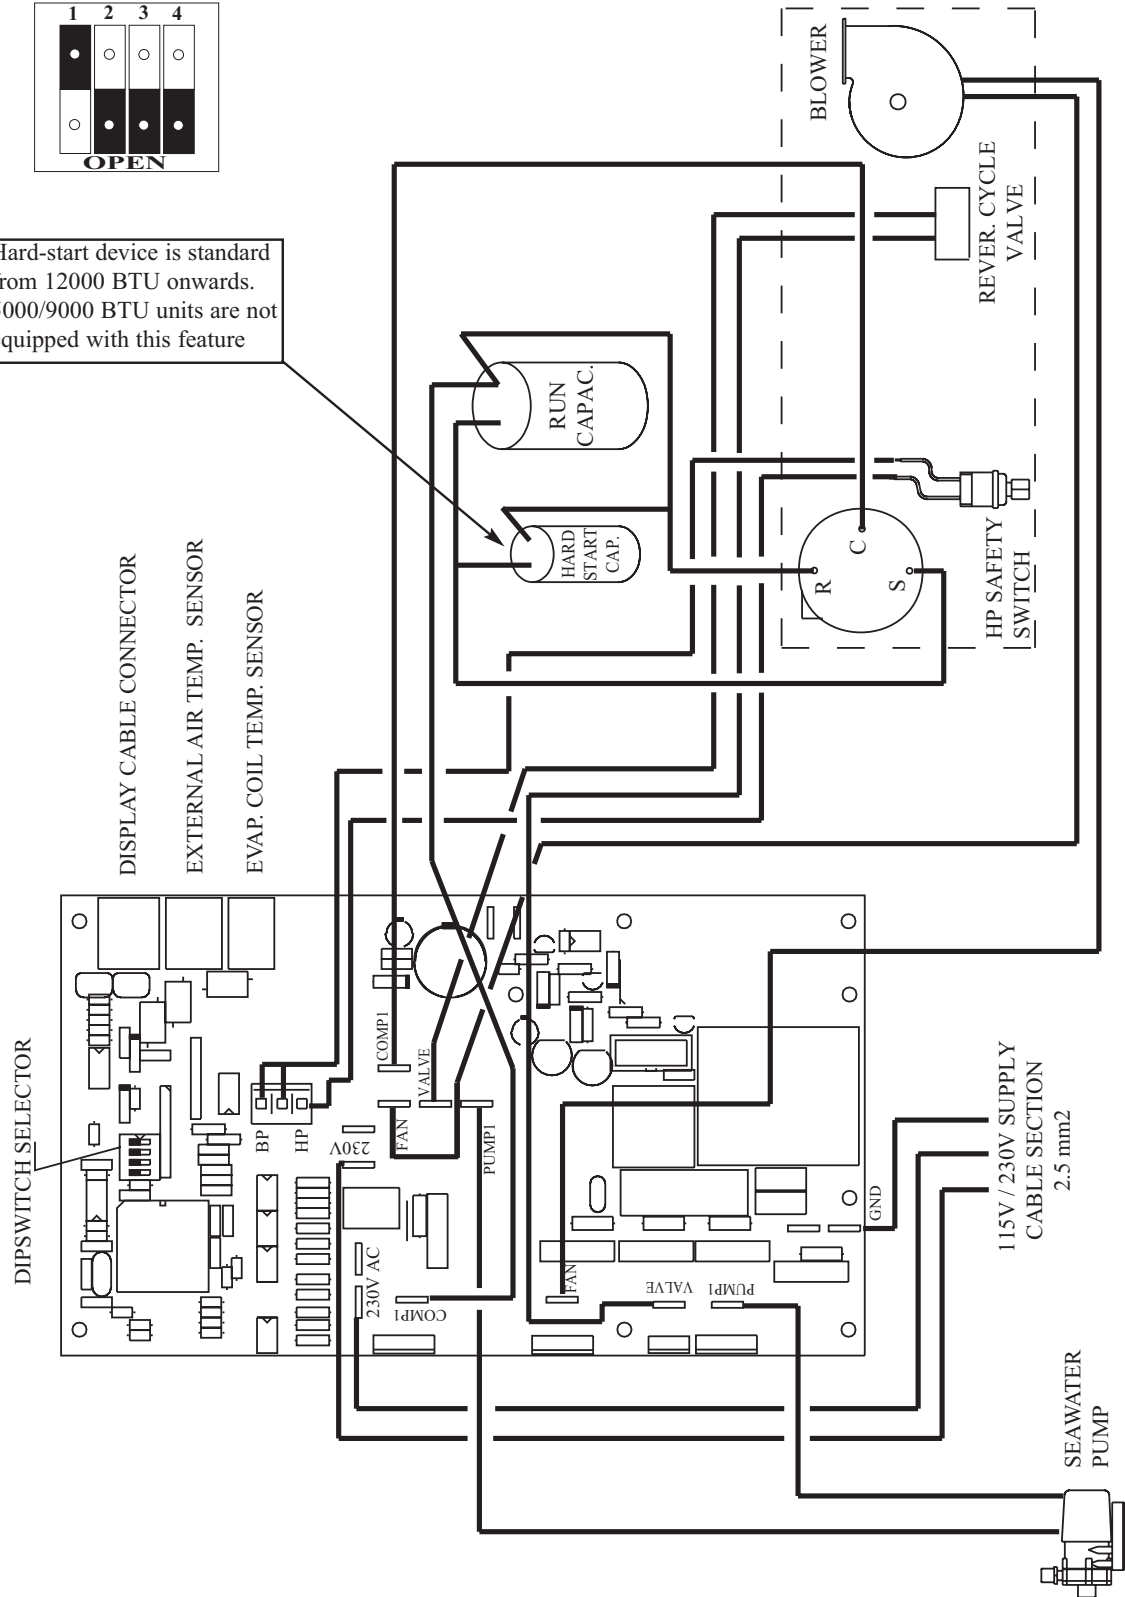 1 2 3 4
OPEN
Hard-start device is standard
from 12000 BTU onwards.
000/9000 BTU units are not
equipped with this feature
BLOWER
REVER. CYCLE
VALVE
RUN
CAPAC.
HARD
START
CAP.
C
R
S
HP SAFETY
SWITCH
DISPLAY CABLE CONNECTOR
EXTERNAL AIR TEMP. SENSOR
EVAP. COIL TEMP. SENSOR
DIPSWITCH SELECTOR
BP
HP
230V
COMP1
VALVE
FAN
PUMP1
230V AC
COMP1
FAN
VALVE
PUMP1
GND
115V / 230V SUPPLY
CABLE SECTION
2.5 mm2
SEAWATER
PUMP